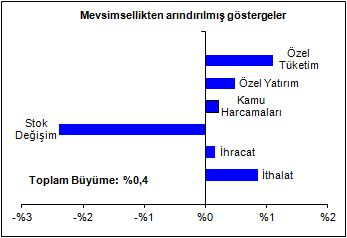 Mevsimsellikten arındırılmış göstergeler
Özel
Tüketim
Özel Yatırım
Kamu
Harcamaları
Stok
Değişim
İhracat
İthalat
Toplam Büyüme: %0,4
-%3 -%2 -%1 %0 %1 %2